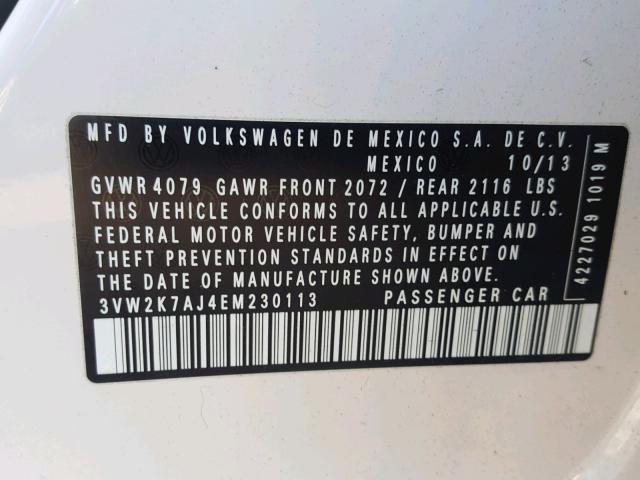 MFD BY VOLKSWAGEN DE MEXICO S.A. DE C.V.
MEXICO 10/13
GVWR 4079 GAWR FRONT 2072 / REAR 2116 LBS
THIS VEHICLE CONFORMS TO ALL APPLICABLE U.S.
FEDERAL MOTOR VEHICLE SAFETY, BUMPER AND
THEFT PREVENTION STANDARDS IN EFFECT ON
THE DATE OF MANUFACTURE SHOWN ABOVE.
3VW2K7AJ4EM230113 PASSENGER CAR
4227029 1019 M